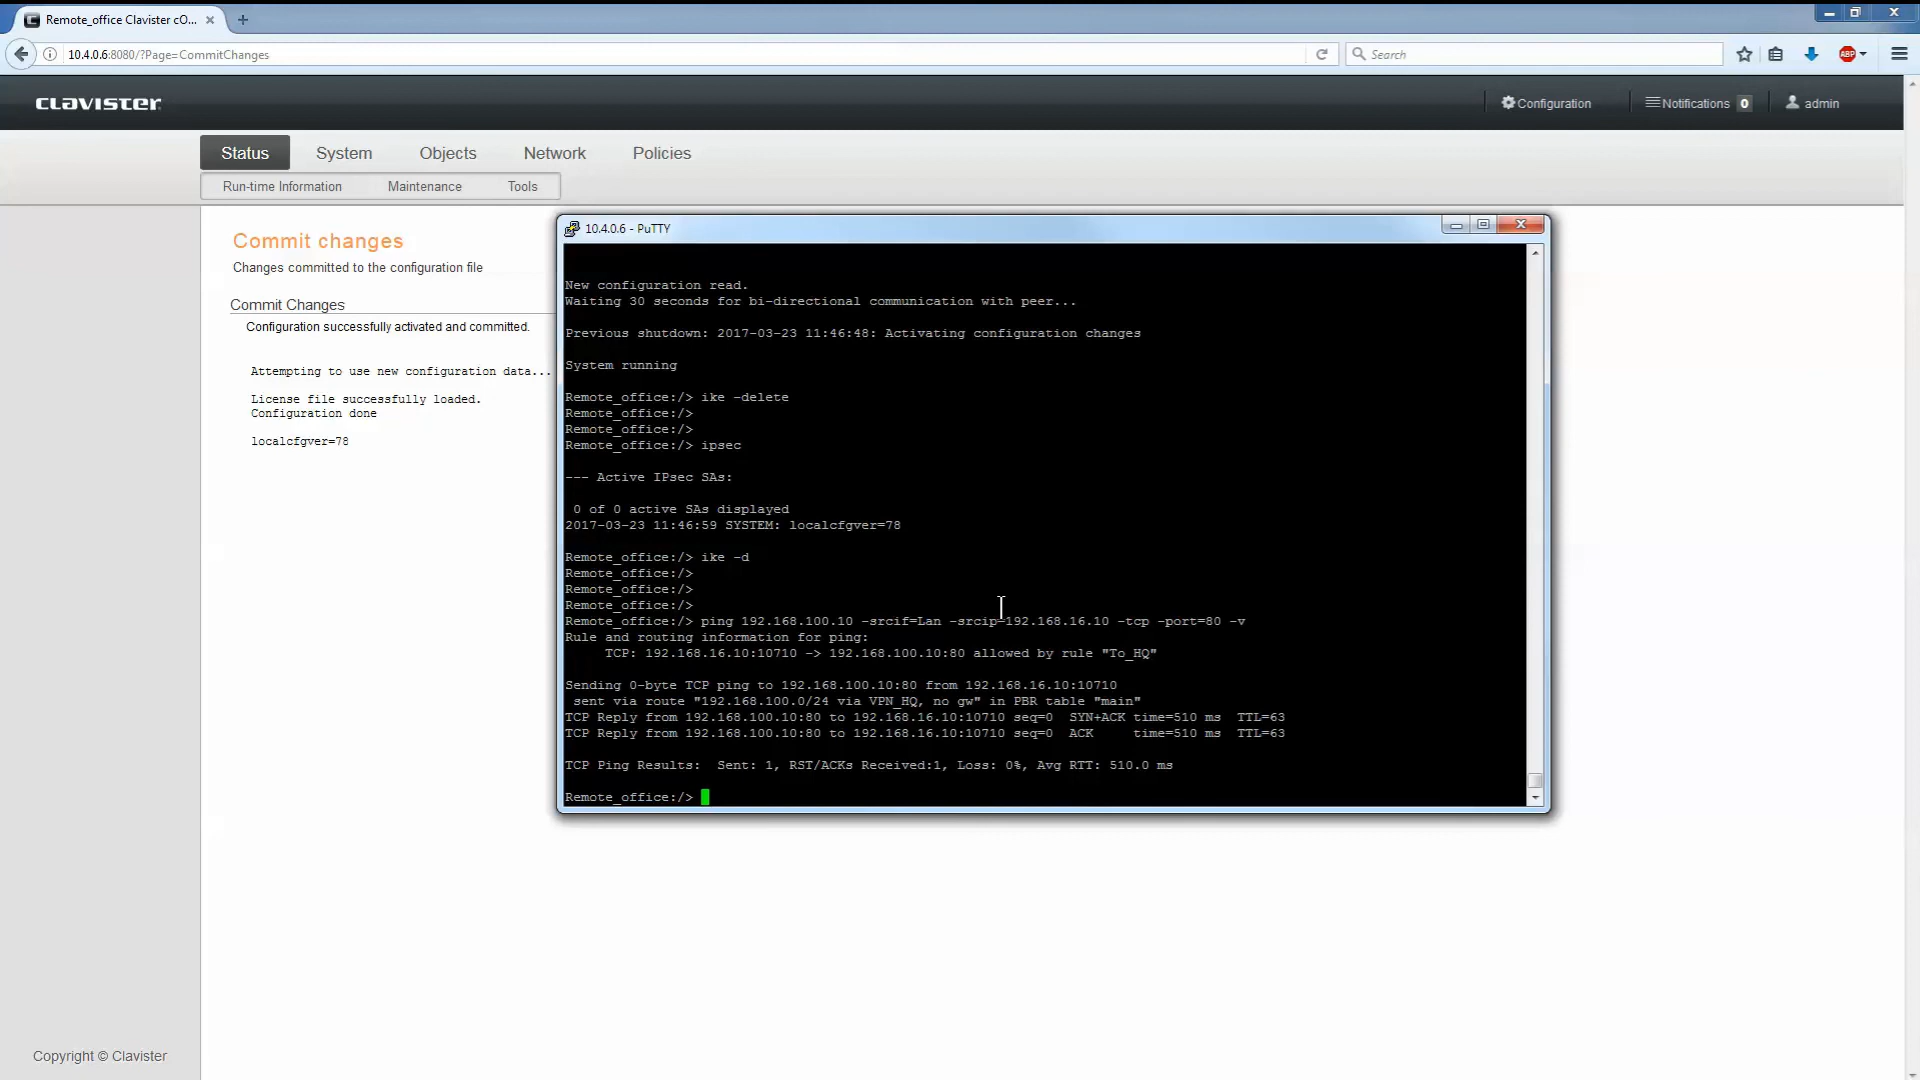 Remote_office Clavister cO...
10.4.0.6:8080/?Page=CommitChanges
Search
ABP
CLAVISTER
Configuration
Notifications 0
admin
Status
System
Objects
Network
Policies
Run-time Information
Maintenance
Tools
Commit changes
Changes committed to the configuration file
Commit Changes
Configuration successfully activated and committed.
Attempting to use new configuration data...
License file successfully loaded.
Configuration done
localcfgver=78
10.4.0.6 - PuTTY
New configuration read.
Waiting 30 seconds for bi-directional communication with peer...
Previous shutdown: 2017-03-23 11:46:48: Activating configuration changes
System running
Remote_office:/> ike -delete
Remote_office:/>
Remote_office:/>
Remote_office:/> ipsec
--- Active IPsec SAs:
0 of 0 active SAs displayed
2017-03-23 11:46:59 SYSTEM: localcfgver=78
Remote_office:/> ike -d
Remote_office:/>
Remote_office:/>
Remote_office:/>
Remote_office:/> ping 192.168.100.10 -srcif=Lan -srcip=192.168.16.10 -tcp -port=80 -v
Rule and routing information for ping:
TCP: 192.168.16.10:10710 -> 192.168.100.10:80 allowed by rule "To_HQ"
Sending 0-byte TCP ping to 192.168.100.10:80 from 192.168.16.10:10710
sent via route "192.168.100.0/24 via VPN_HQ, no gw" in PBR table "main"
TCP Reply from 192.168.100.10:80 to 192.168.16.10:10710 seq=0 SYN+ACK time=510 ms TTL=63
TCP Reply from 192.168.100.10:80 to 192.168.16.10:10710 seq=0 ACK time=510 ms TTL=63
TCP Ping Results: Sent: 1, RST/ACKs Received:1, Loss: 0%, Avg RTT: 510.0 ms
Remote_office:/>
Copyright © Clavister